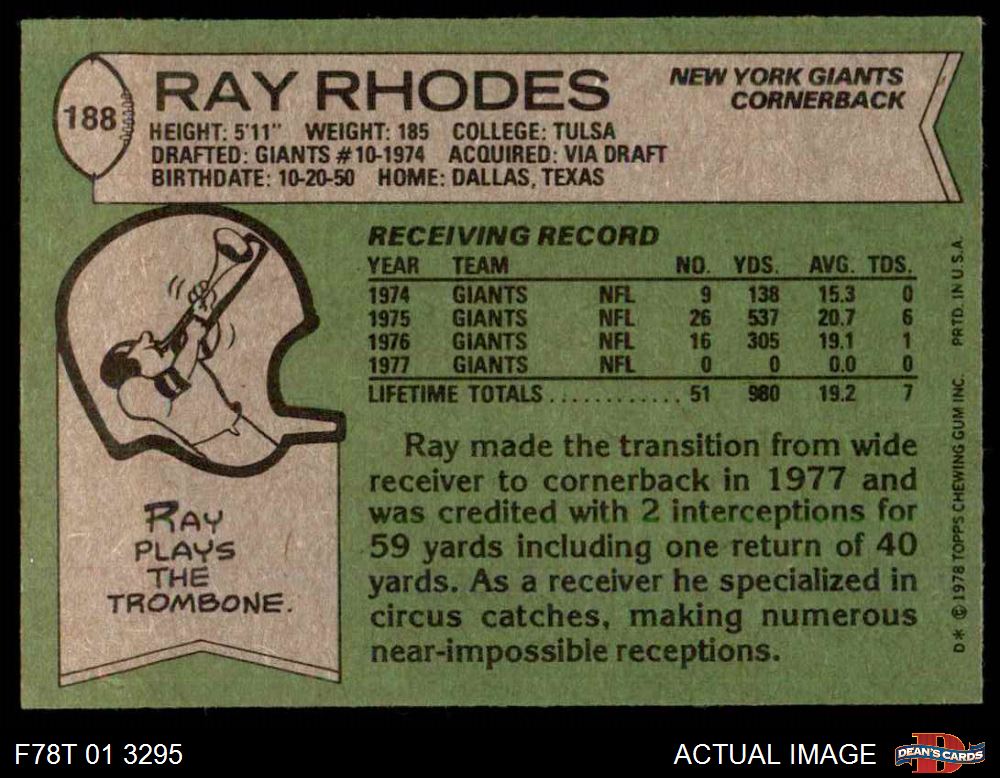 188
RAY RHODES
NEW YORK GIANTS
CORNERBACK
HEIGHT: 5'11" WEIGHT: 185 COLLEGE: TULSA
DRAFTED: GIANTS #10-1974 ACQUIRED: VIA DRAFT
BIRTHDATE: 10-20-50 HOME: DALLAS, TEXAS
RECEIVING RECORD
YEAR TEAM NO. YDS. AVG. TDS.
1974 GIANTS NFL 9 138 15.3 0
1975 GIANTS NFL 26 537 20.7 6
1976 GIANTS NFL 16 305 19.1 1
1977 GIANTS NFL 0 0 0.0 0
LIFETIME TOTALS............ 51 980 19.2 7
Ray made the transition from wide
receiver to cornerback in 1977 and
was credited with 2 interceptions for
59 yards including one return of 40
yards. As a receiver he specialized in
circus catches, making numerous
near-impossible receptions.
RAY
PLAYS
THE
TROMBONE.
D* © 1978 TOPPS CHEWING GUM INC. PRTD. IN U.S.A.
F78T 01 3295
ACTUAL IMAGE
D
DEAN'S CARDS